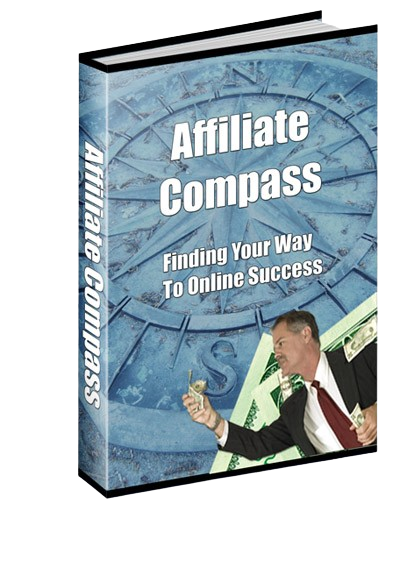 Affiliate
Compass
Finding Your Way
To Online Success
Affiliate Compass
N
S